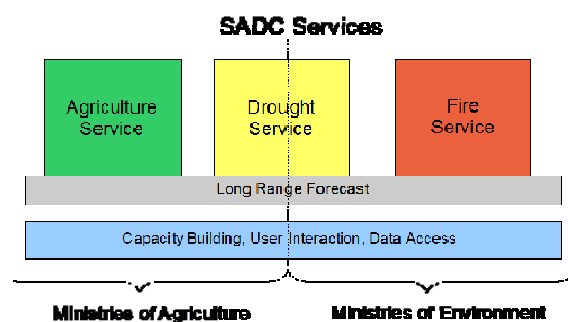 SADC Services
Agriculture
Service
Drought
Service
Fire
Service
Long Range Forecast
Capacity Building, User Interaction, Data Access
Ministries of Agriculture
Ministries of Environment